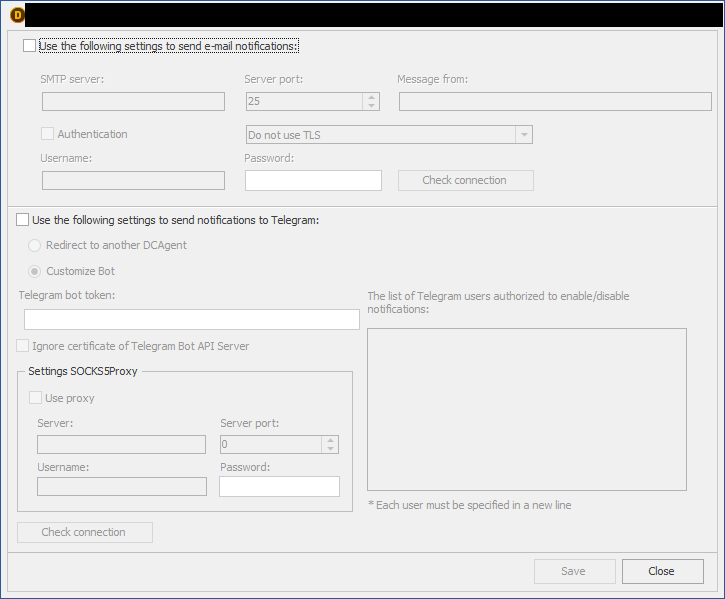 D
Use the following settings to send e-mail notifications:
SMTP server:
Server port:
Message from:
25
Authentication
Do not use TLS
Username:
Password:
Check connection
Use the following settings to send notifications to Telegram:
Redirect to another DCAgent
Customize Bot
Telegram bot token:
The list of Telegram users authorized to enable/disable
notifications:
Ignore certificate of Telegram Bot API Server
Settings SOCKS5Proxy
Use proxy
Server:
Server port:
0
Username:
Password:
* Each user must be specified in a new line
Check connection
Save
Close